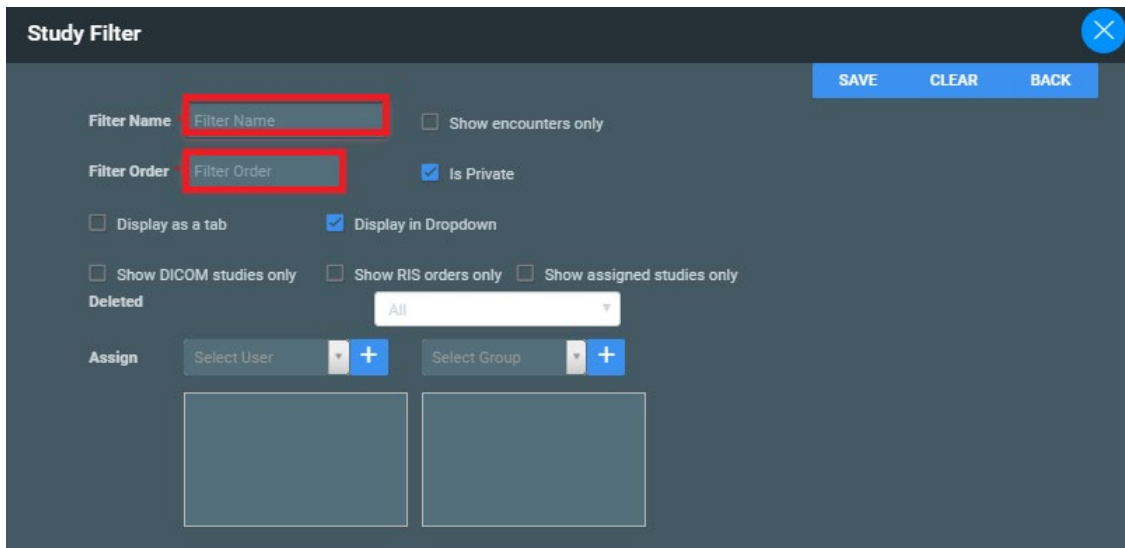 Study Filter
SAVE CLEAR BACK
Filter Name * Filter Name Show encounters only
Filter Order * Filter Order Is Private
Display as a tab Display in Dropdown
Show DICOM studies only Show RIS orders only Show assigned studies only
Deleted All
Assign Select User + Select Group +